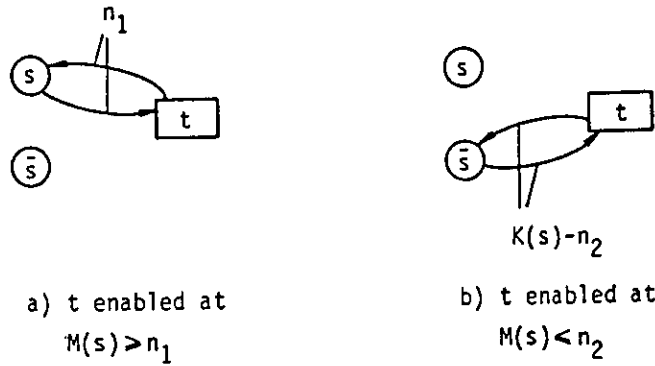 n₁
s
t
s̄
s
t
s̄
K(s)-n₂
a) t enabled at
M(s)⩾n₁
b) t enabled at
M(s)⩽n₂